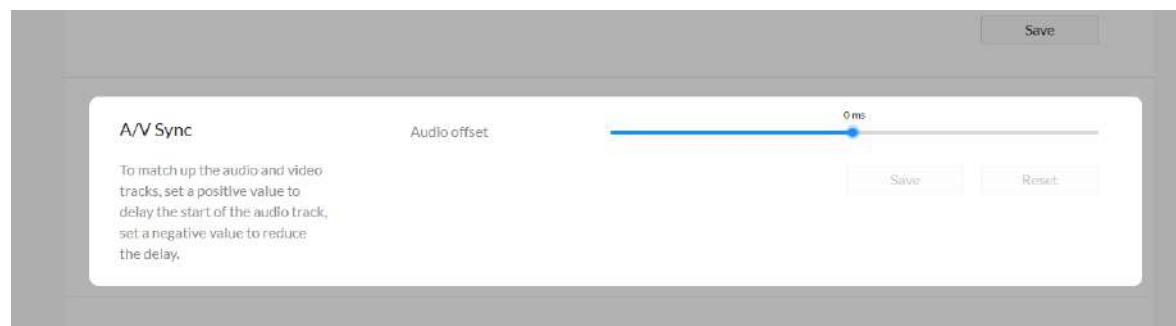 Save
A/V Sync
Audio offset
0 ms
To match up the audio and video
tracks, set a positive value to
delay the start of the audio track,
set a negative value to reduce
the delay.
Save
Reset